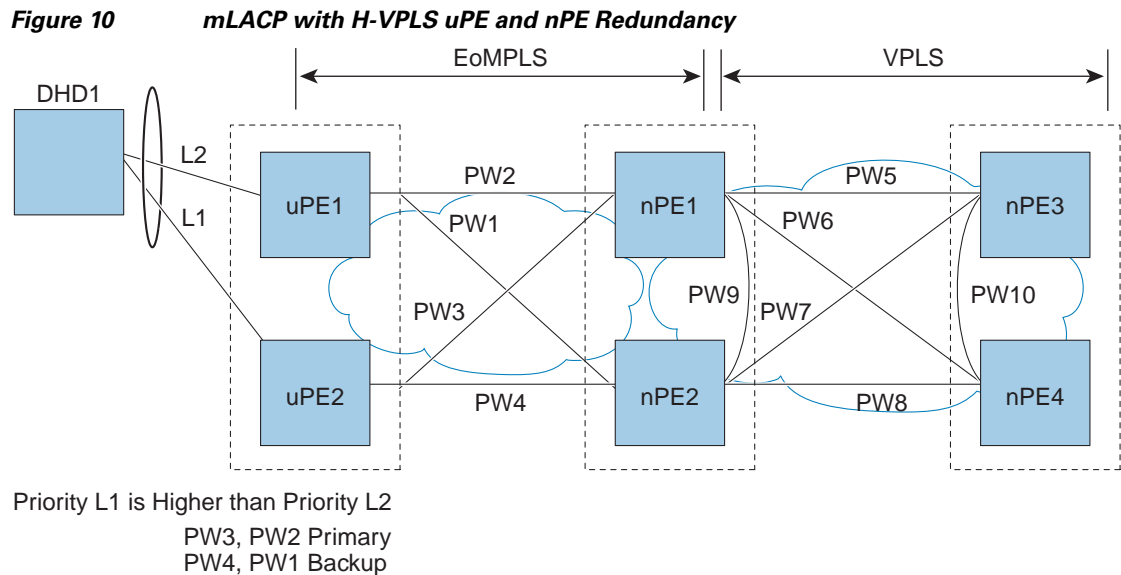 Figure 10 mLACP with H-VPLS uPE and nPE Redundancy
EoMPLS
VPLS
DHD1
L2
L1
uPE1
PW2
nPE1
PW5
nPE3
PW1
PW6
PW3
PW9
PW7
PW10
uPE2
PW4
nPE2
PW8
nPE4
Priority L1 is Higher than Priority L2
PW3, PW2 Primary
PW4, PW1 Backup